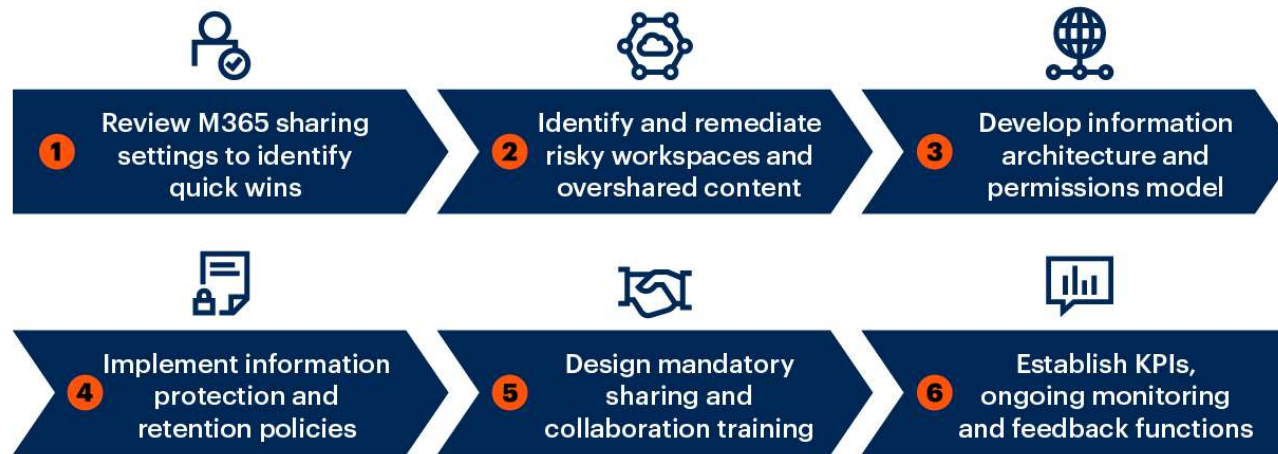 1
Review M365 sharing
settings to identify
quick wins
2
Identify and remediate
risky workspaces and
overshared content
3
Develop information
architecture and
permissions model
4
Implement information
protection and
retention policies
5
Design mandatory
sharing and
collaboration training
6
Establish KPIs,
ongoing monitoring
and feedback functions